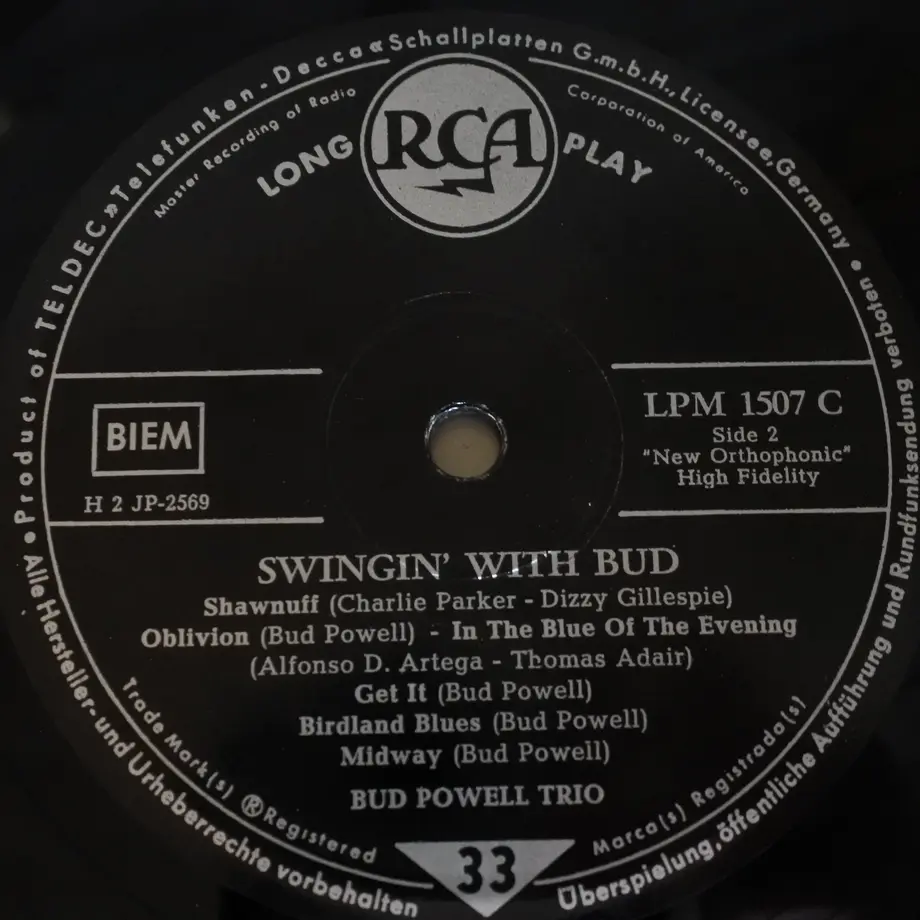 • Product of TELDEC »Telefunken - Decca« Schallplatten G.m.b.H., Licensee, Germany •
Alle Hersteller- und Urheberrechte vorbehalten
Überspielung, öffentliche Aufführung und Rundfunksendung verboten
Master Recording of Radio
Corporation of America
LONG RCA PLAY
BIEM
H 2 JP-2569
LPM 1507 C
Side 2
"New Orthophonic"
High Fidelity
SWINGIN' WITH BUD
Shawnuff (Charlie Parker - Dizzy Gillespie)
Oblivion (Bud Powell) - In The Blue Of The Evening
(Alfonso D. Artega - Thomas Adair)
Get It (Bud Powell)
Birdland Blues (Bud Powell)
Midway (Bud Powell)
BUD POWELL TRIO
Trade Mark(s) ® Registered
Marca(s) Registrada(s)
33